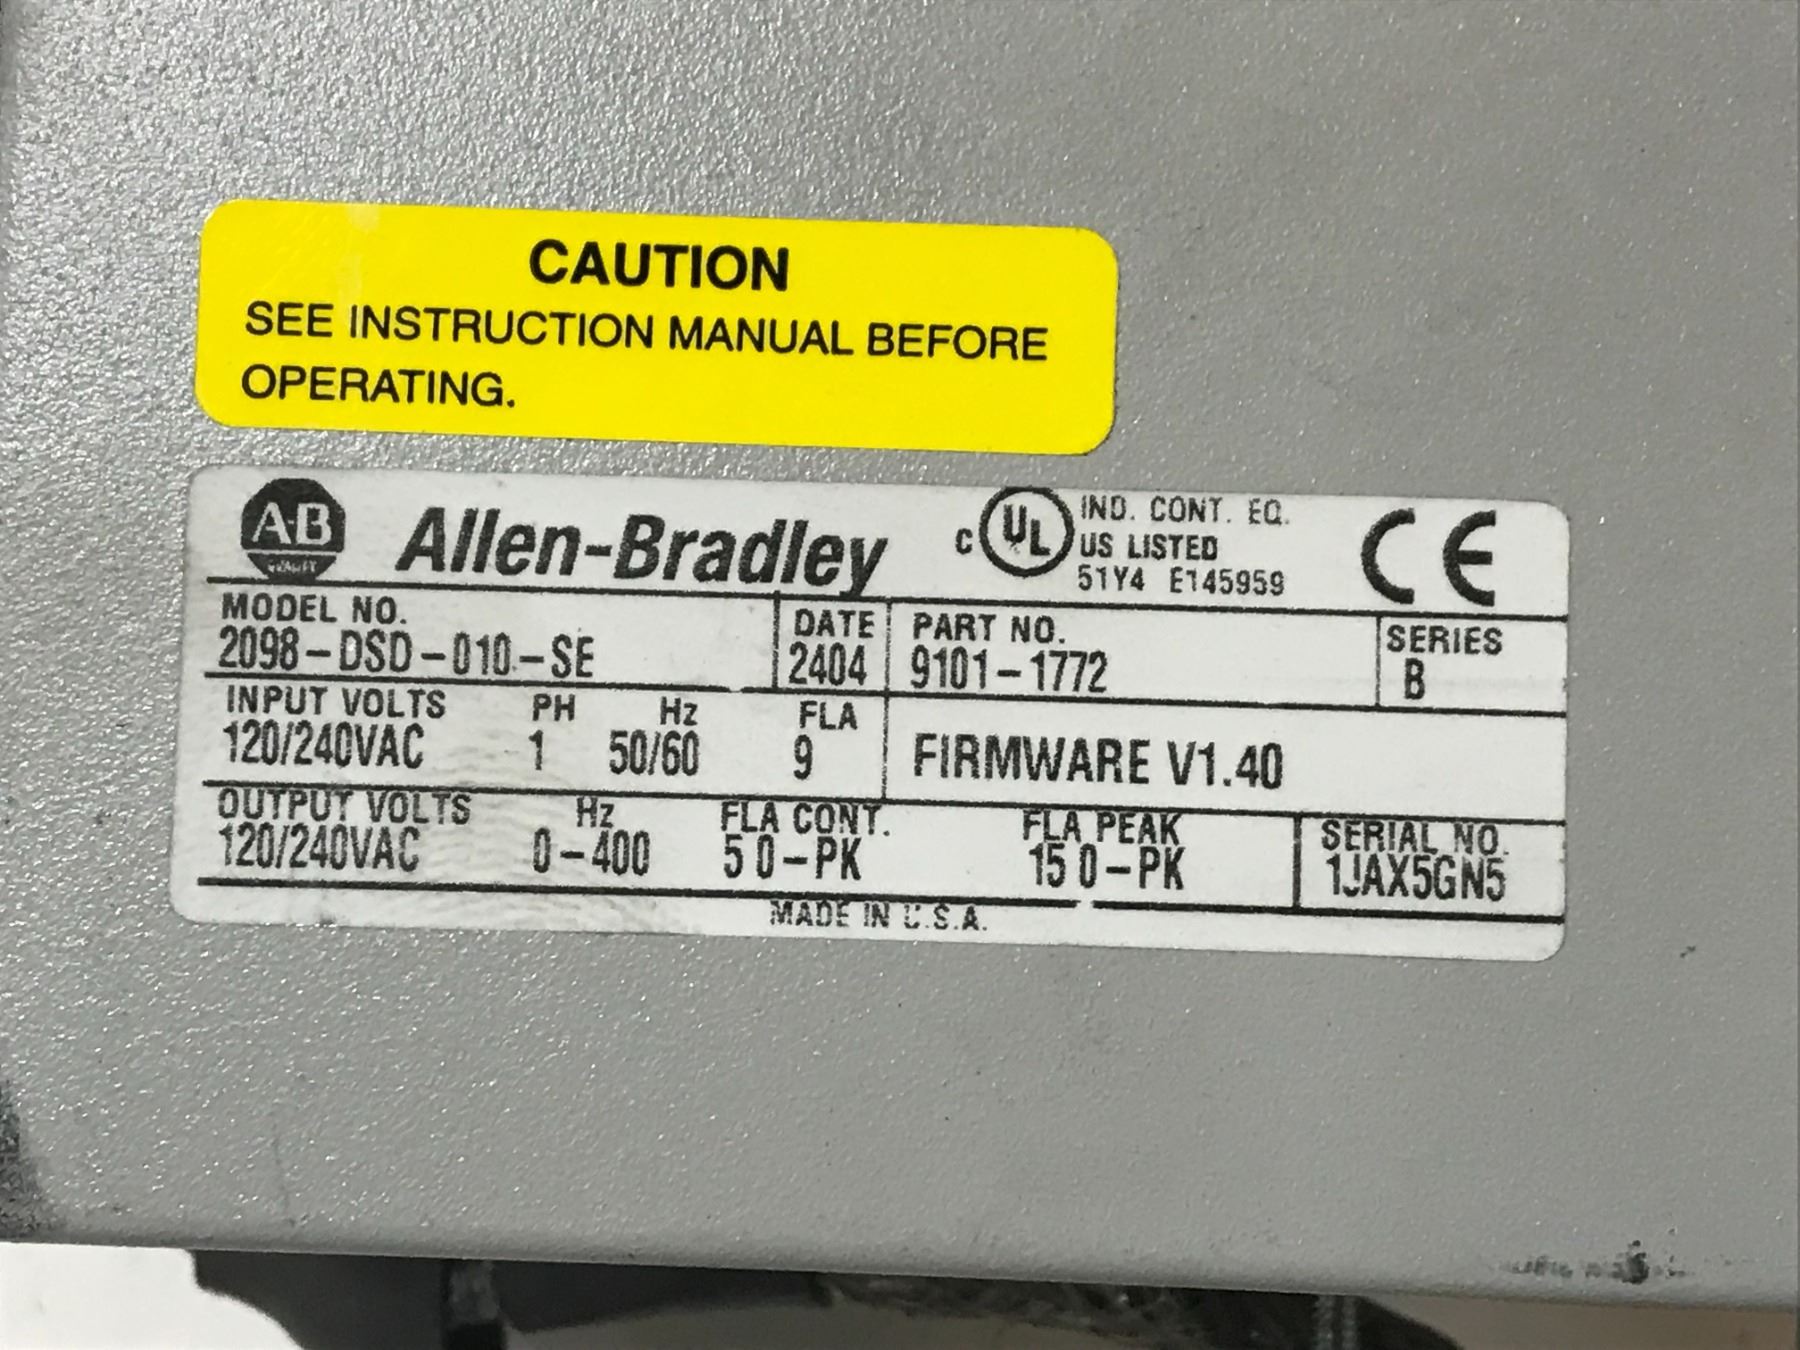 CAUTION
SEE INSTRUCTION MANUAL BEFORE
OPERATING.
A-B
QUALITY
Allen-Bradley
c UL IND. CONT. EQ.
US LISTED
51Y4 E145959
CE
MODEL NO. DATE PART NO. SERIES
2098-DSD-010-SE 2404 9101-1772 B
INPUT VOLTS PH Hz FLA
120/240VAC 1 50/60 9 FIRMWARE V1.40
OUTPUT VOLTS Hz FLA CONT. FLA PEAK SERIAL NO.
120/240VAC 0-400 5 0-PK 15 0-PK 1JAX5GN5
MADE IN U.S.A.